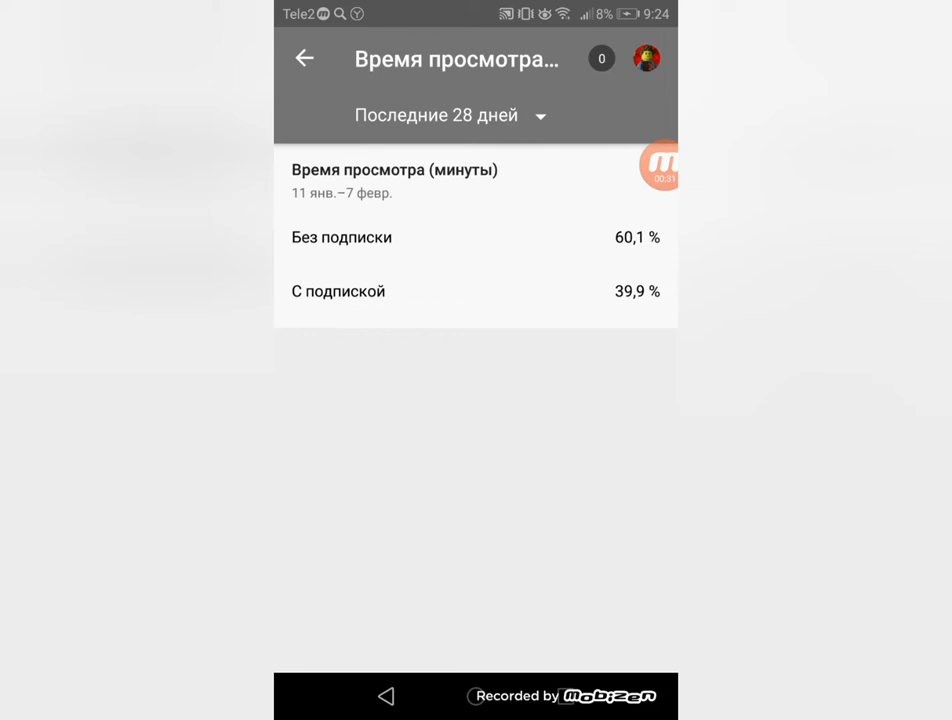 Tele2 8% 9:24
Время просмотра... 0
Последние 28 дней
Время просмотра (минуты)
11 янв.–7 февр.
00:31
Без подписки 60,1 %
С подпиской 39,9 %
Recorded by mobizen